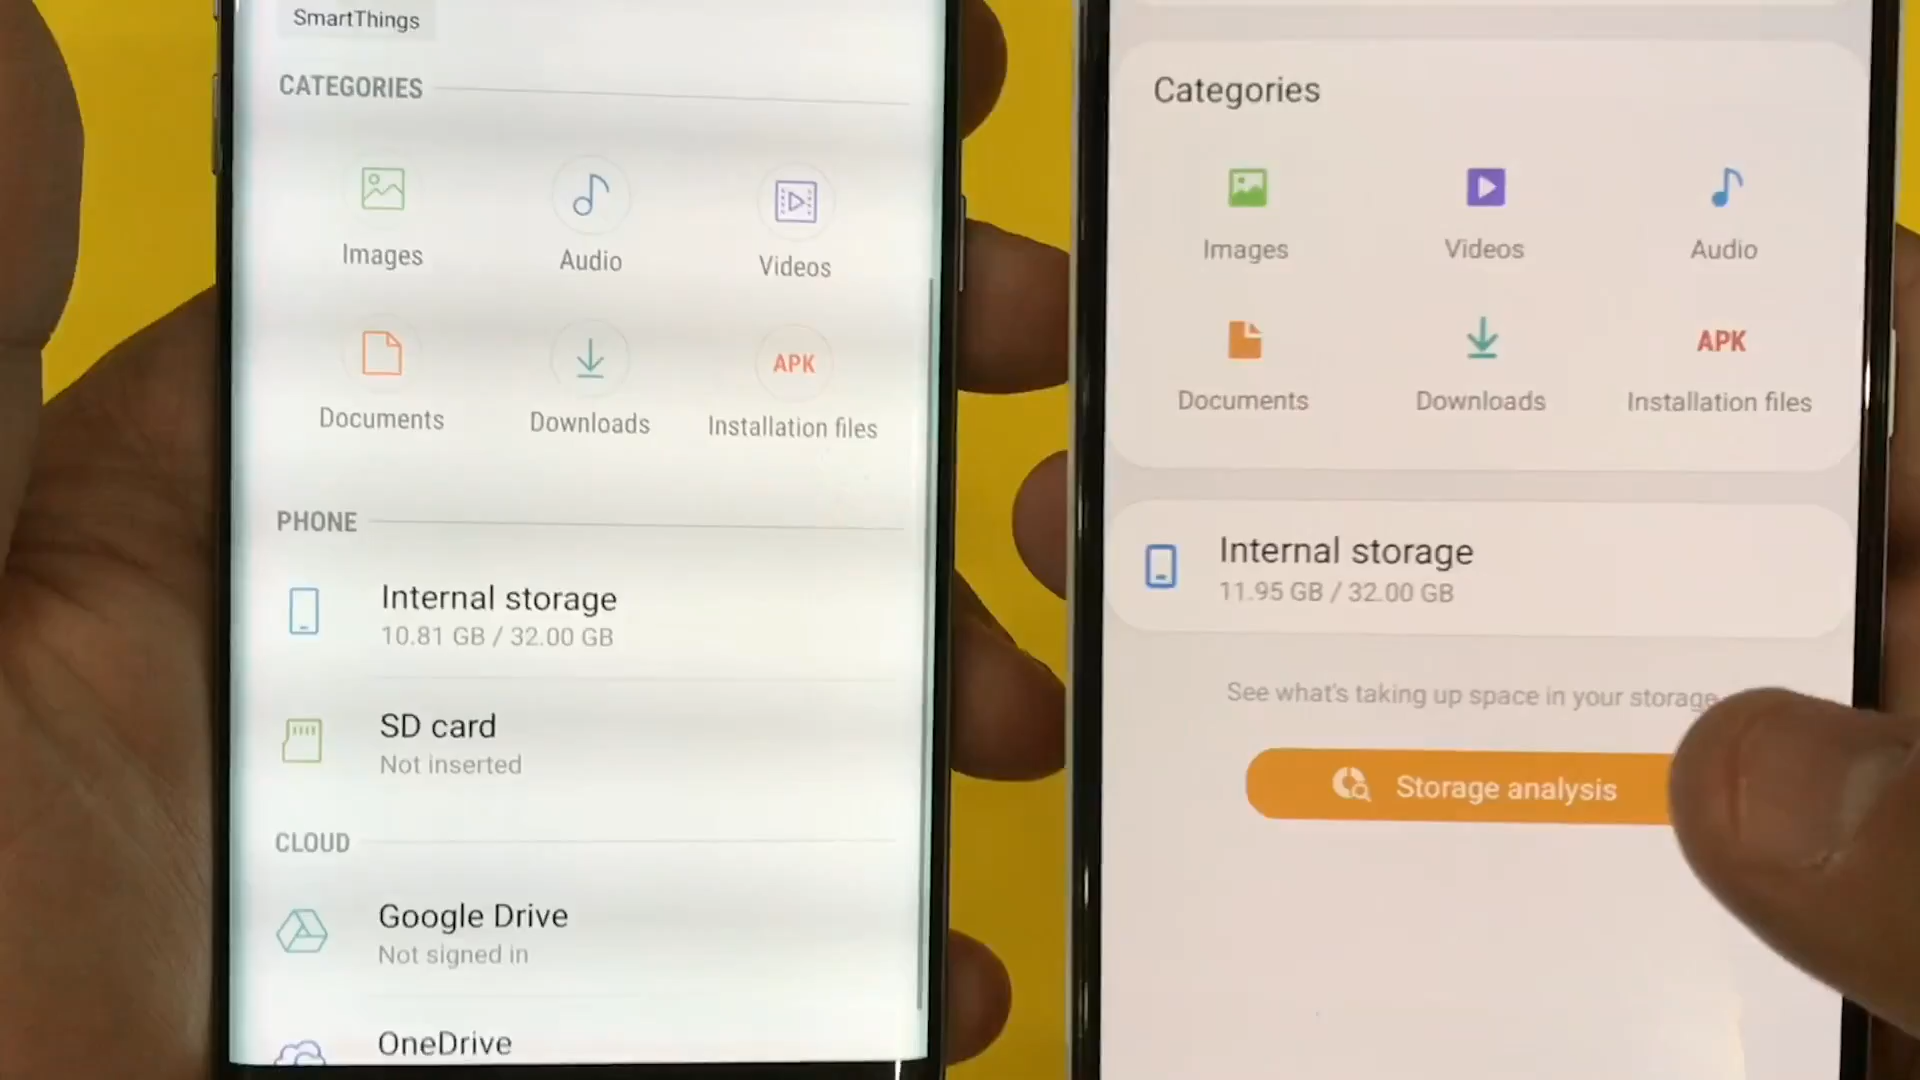 SmartThings
CATEGORIES
Images
Audio
Videos
Documents
Downloads
APK
Installation files
PHONE
Internal storage
10.81 GB / 32.00 GB
SD card
Not inserted
CLOUD
Google Drive
Not signed in
OneDrive
Categories
Images
Videos
Audio
Documents
Downloads
APK
Installation files
Internal storage
11.95 GB / 32.00 GB
See what's taking up space in your storage
Storage analysis